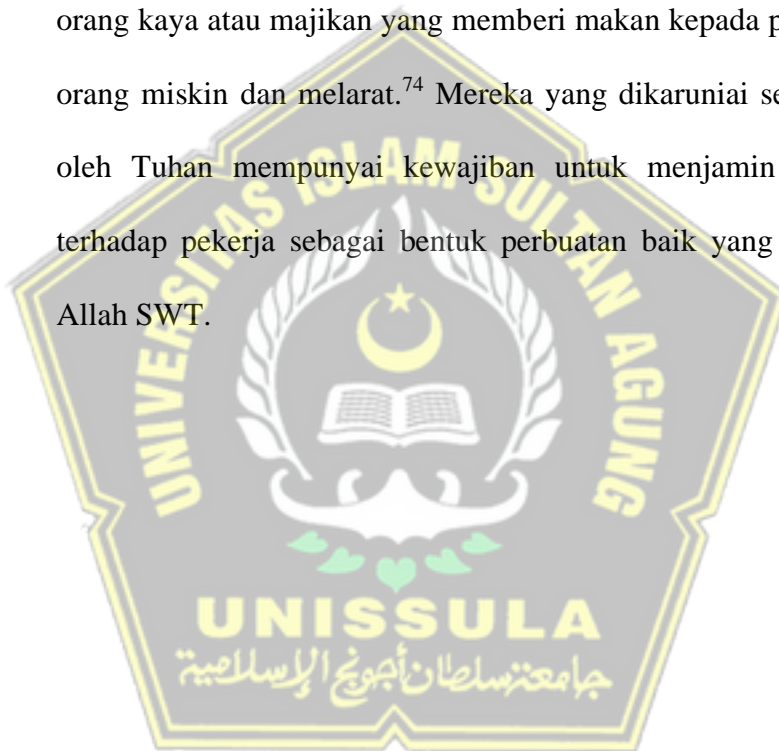 orang kaya atau majikan yang memberi makan kepada
orang miskin dan melarat.74 Mereka yang dikaruniai
oleh Tuhan mempunyai kewajiban untuk menjamin
terhadap pekerja sebagai bentuk perbuatan baik yang
Allah SWT.
UNIVERSITAS ISLAM SULTAN AGUNG
UNISSULA
جامعة سلطان أجونج الإسلامية